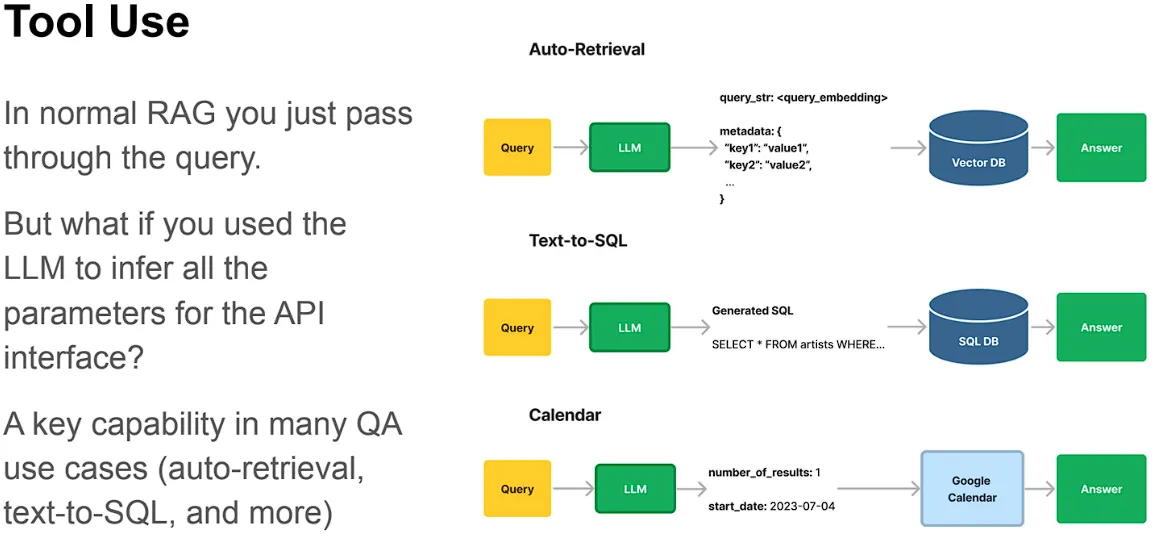 Tool Use
In normal RAG you just pass
through the query.
But what if you used the
LLM to infer all the
parameters for the API
interface?
A key capability in many QA
use cases (auto-retrieval,
text-to-SQL, and more)
Auto-Retrieval
Query
LLM
query_str: <query_embedding>
metadata: {
"key1": "value1",
"key2": "value2",
...
}
Vector DB
Answer
Text-to-SQL
Query
LLM
Generated SQL
SELECT * FROM artists WHERE...
SQL DB
Answer
Calendar
Query
LLM
number_of_results: 1
start_date: 2023-07-04
Google
Calendar
Answer